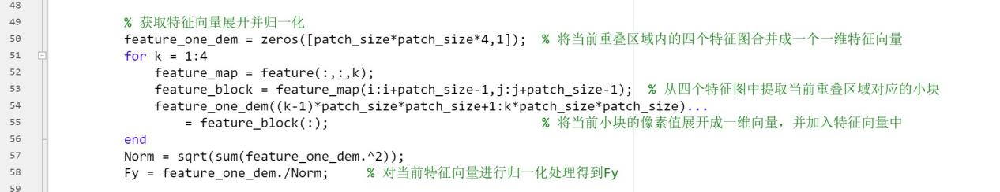 48
49 % 获取特征向量展开并归一化
50 feature_one_dem = zeros([patch_size*patch_size*4,1]);  % 将当前重叠区域内的四个特征图合并成一个一维特征向量
51 for k = 1:4
52     feature_map = feature(:,:,k);
53     feature_block = feature_map(i:i+patch_size-1,j:j+patch_size-1);  % 从四个特征图中提取当前重叠区域对应的小块
54     feature_one_dem((k-1)*patch_size*patch_size+1:k*patch_size*patch_size)...
55         = feature_block(:);                            % 将当前小块的像素值展开成一维向量，并加入特征向量中
56 end
57 Norm = sqrt(sum(feature_one_dem.^2));
58 Fy = feature_one_dem./Norm;     % 对当前特征向量进行归一化处理得到Fy
59